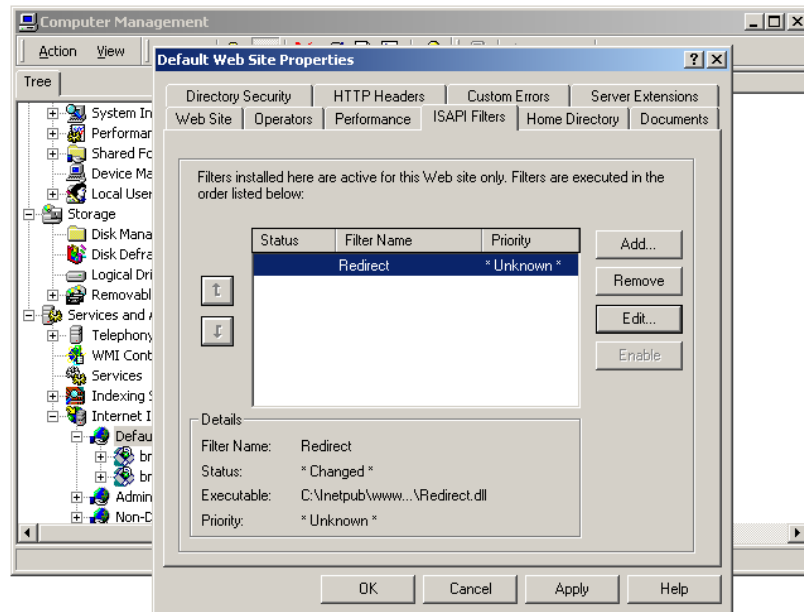 Computer Management
Action View
Tree
System In
Performan
Shared Fo
Device Ma
Local User
Storage
Disk Mana
Disk Defra
Logical Dri
Removabl
Services and A
Telephony
WMI Cont
Services
Indexing S
Internet I
Defau
br
br
Admin
Non-D
Default Web Site Properties
Directory Security HTTP Headers Custom Errors Server Extensions
Web Site Operators Performance ISAPI Filters Home Directory Documents
Filters installed here are active for this Web site only. Filters are executed in the
order listed below:
Status Filter Name Priority
Redirect * Unknown *
Add...
Remove
Edit...
Enable
Details
Filter Name: Redirect
Status: * Changed *
Executable: C:\Inetpub\www...\Redirect.dll
Priority: * Unknown *
OK Cancel Apply Help